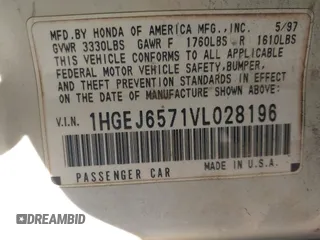 MFD.BY HONDA OF AMERICA MFG.,INC. 5/97
GVWR 3330LBS GAWR F 1760LBS R 1610LBS
THIS VEHICLE CONFORMS TO ALL APPLICABLE
FEDERAL MOTOR VEHICLE SAFETY,BUMPER,
AND THEFT PREVENTION STANDARDS IN EFFECT
ON THE DATE OF MANUFACTURE SHOWN ABOVE.
V.I.N. 1HGEJ6571VL028196
MADE IN U.S.A.
PASSENGER CAR
DREAMBID